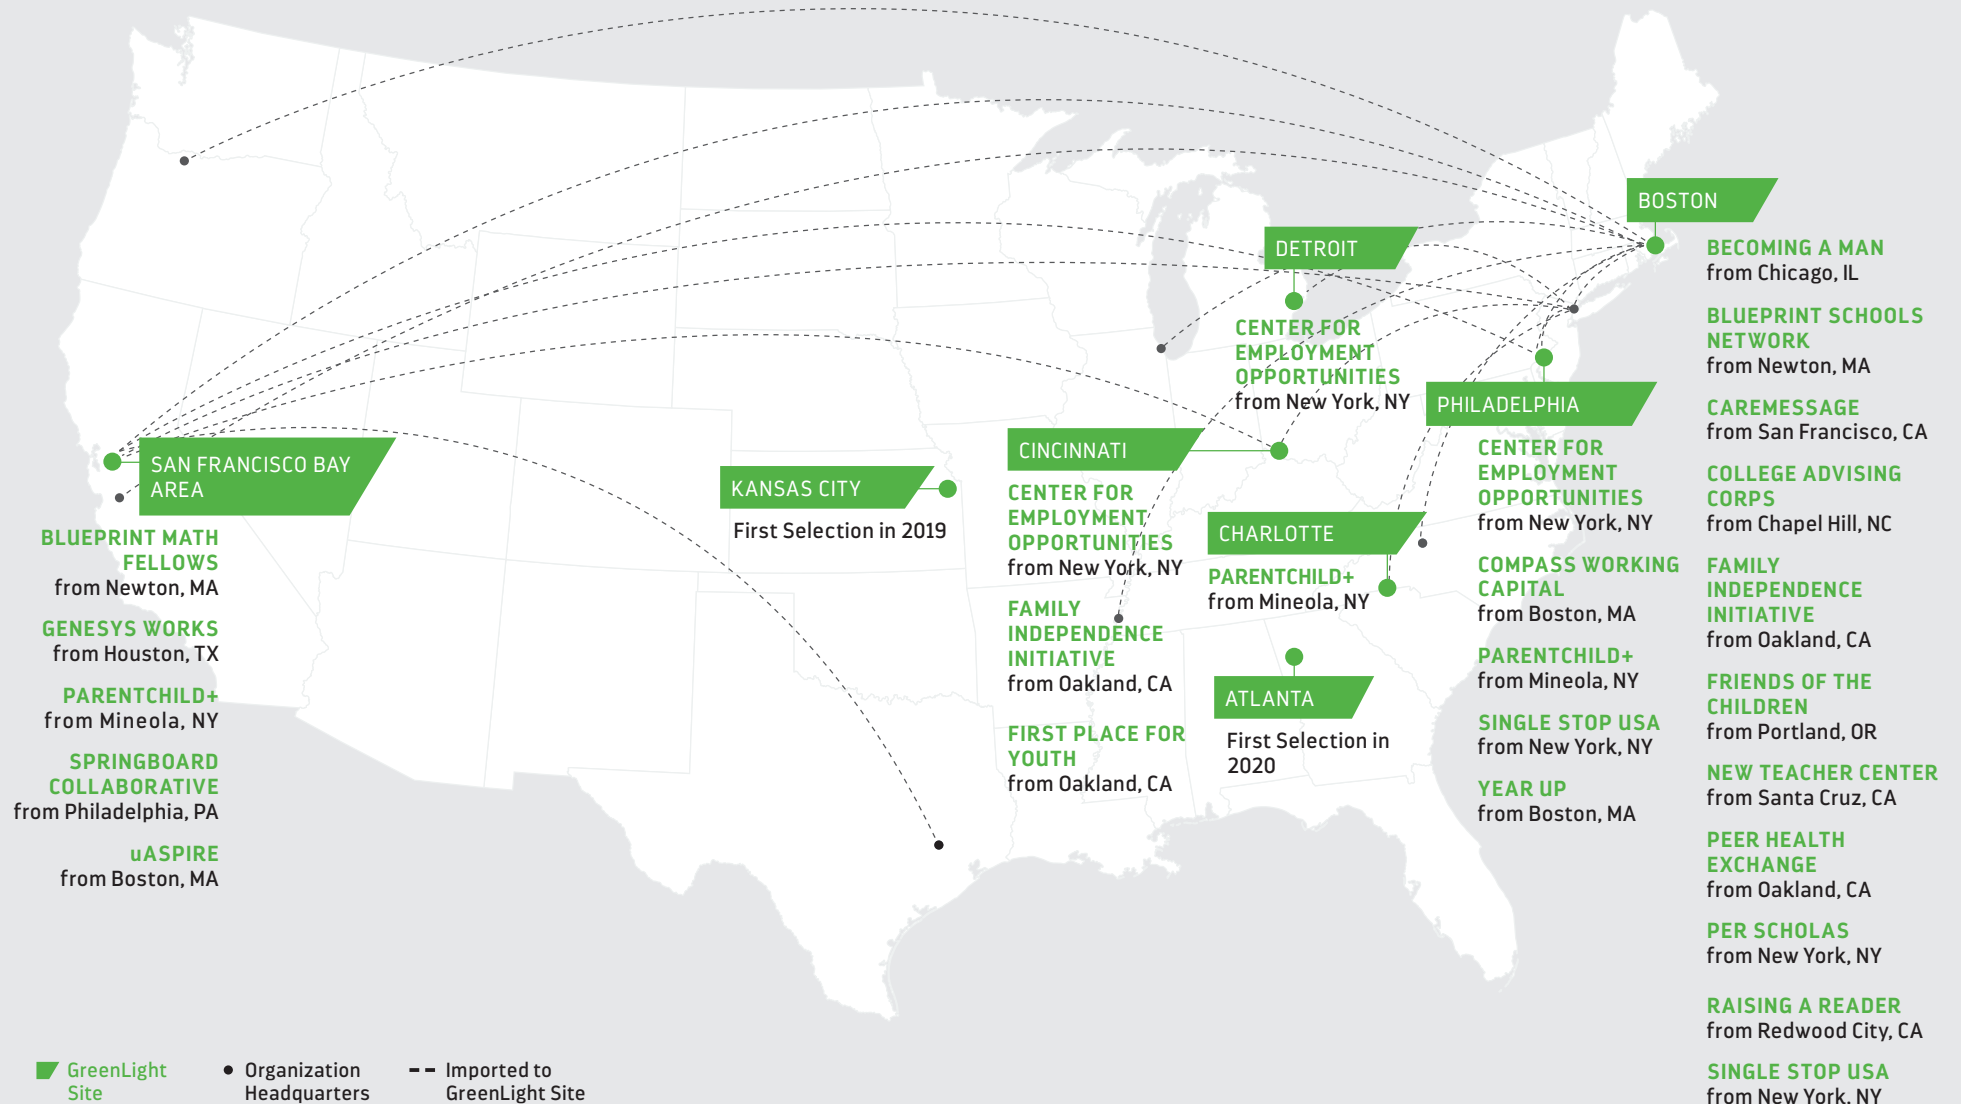 SAN FRANCISCO BAY
AREA
BLUEPRINT MATH
FELLOWS
from Newton, MA
GENESYS WORKS
from Houston, TX
PARENTCHILD+
from Mineola, NY
SPRINGBOARD
COLLABORATIVE
from Philadelphia, PA
uASPIRE
from Boston, MA
KANSAS CITY
First Selection in 2019
CINCINNATI
CENTER FOR
EMPLOYMENT
OPPORTUNITIES
from New York, NY
FAMILY
INDEPENDENCE
INITIATIVE
from Oakland, CA
FIRST PLACE FOR
YOUTH
from Oakland, CA
DETROIT
CENTER FOR
EMPLOYMENT
OPPORTUNITIES
from New York, NY
CHARLOTTE
PARENTCHILD+
from Mineola, NY
ATLANTA
First Selection in
2020
PHILADELPHIA
CENTER FOR
EMPLOYMENT
OPPORTUNITIES
from New York, NY
COMPASS WORKING
CAPITAL
from Boston, MA
PARENTCHILD+
from Mineola, NY
SINGLE STOP USA
from New York, NY
YEAR UP
from Boston, MA
BOSTON
BECOMING A MAN
from Chicago, IL
BLUEPRINT SCHOOLS
NETWORK
from Newton, MA
CAREMESSAGE
from San Francisco, CA
COLLEGE ADVISING
CORPS
from Chapel Hill, NC
FAMILY
INDEPENDENCE
INITIATIVE
from Oakland, CA
FRIENDS OF THE
CHILDREN
from Portland, OR
NEW TEACHER CENTER
from Santa Cruz, CA
PEER HEALTH
EXCHANGE
from Oakland, CA
PER SCHOLAS
from New York, NY
RAISING A READER
from Redwood City, CA
SINGLE STOP USA
from New York, NY
GreenLight
Site
Organization
Headquarters
Imported to
GreenLight Site